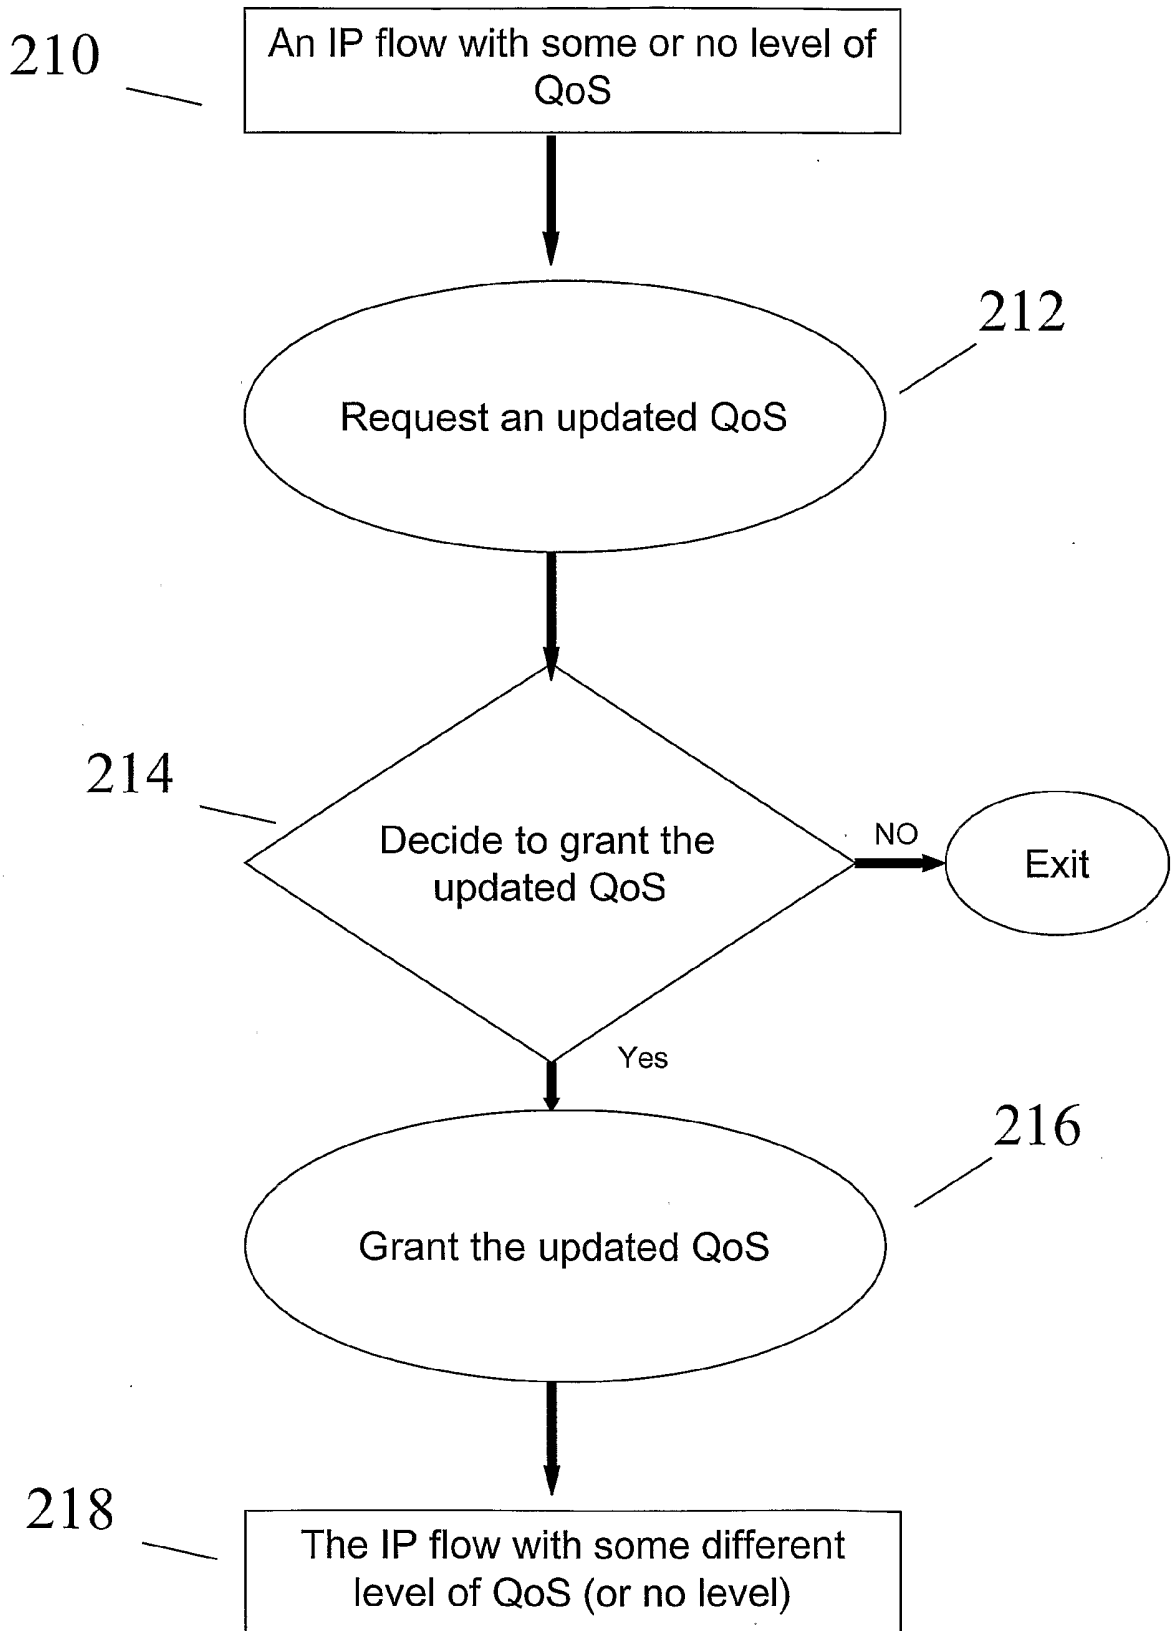 210
An IP flow with some or no level of
QoS
212
Request an updated QoS
214
Decide to grant the
updated QoS
NO
Exit
Yes
216
Grant the updated QoS
218
The IP flow with some different
level of QoS (or no level)